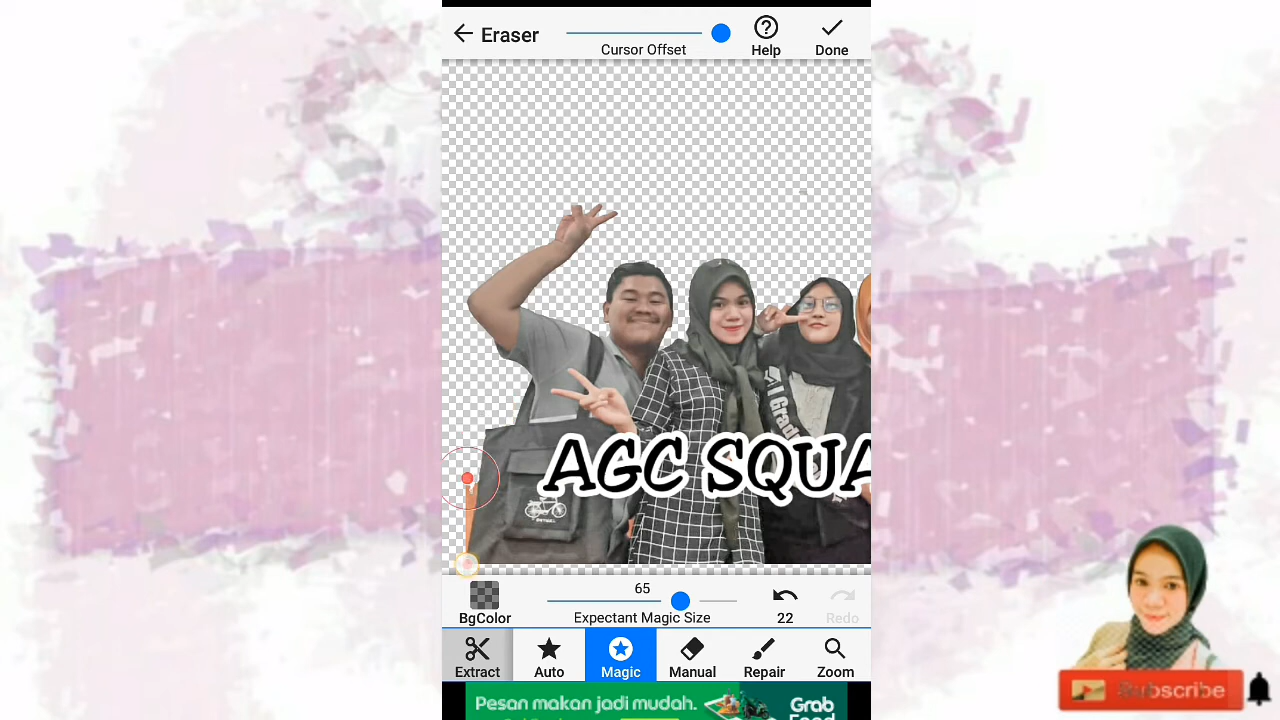 Eraser
Cursor Offset
Help
Done
I Gradu
AGC SQUA
BgColor
65
Expectant Magic Size
22
Redo
Extract
Auto
Magic
Manual
Repair
Zoom
Pesan makan jadi mudah.
Grab
Food
Subscribe